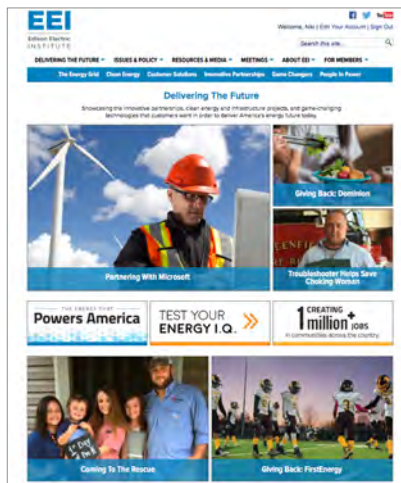 EEI
Edison Electric
INSTITUTE
You Tube
Welcome, Niki | Edit Your Account | Sign Out
Search this site...
DELIVERING THE FUTURE ISSUES & POLICY RESOURCES & MEDIA MEETINGS ABOUT EEI FOR MEMBERS
The Energy Grid Clean Energy Customer Solutions Innovative Partnerships Game Changers People In Power
Delivering The Future
Showcasing the innovative partnerships, clean energy and infrastructure projects, and game-changing
technologies that customers want in order to deliver America's energy future today.
Giving Back: Dominion
Partnering With Microsoft
Troubleshooter Helps Save
Choking Woman
THE ENERGY THAT
Powers America
TEST YOUR
ENERGY I.Q.
CREATING
1 million+ JOBS
in communities across the country.
1st Day
Coming To The Rescue
Giving Back: FirstEnergy